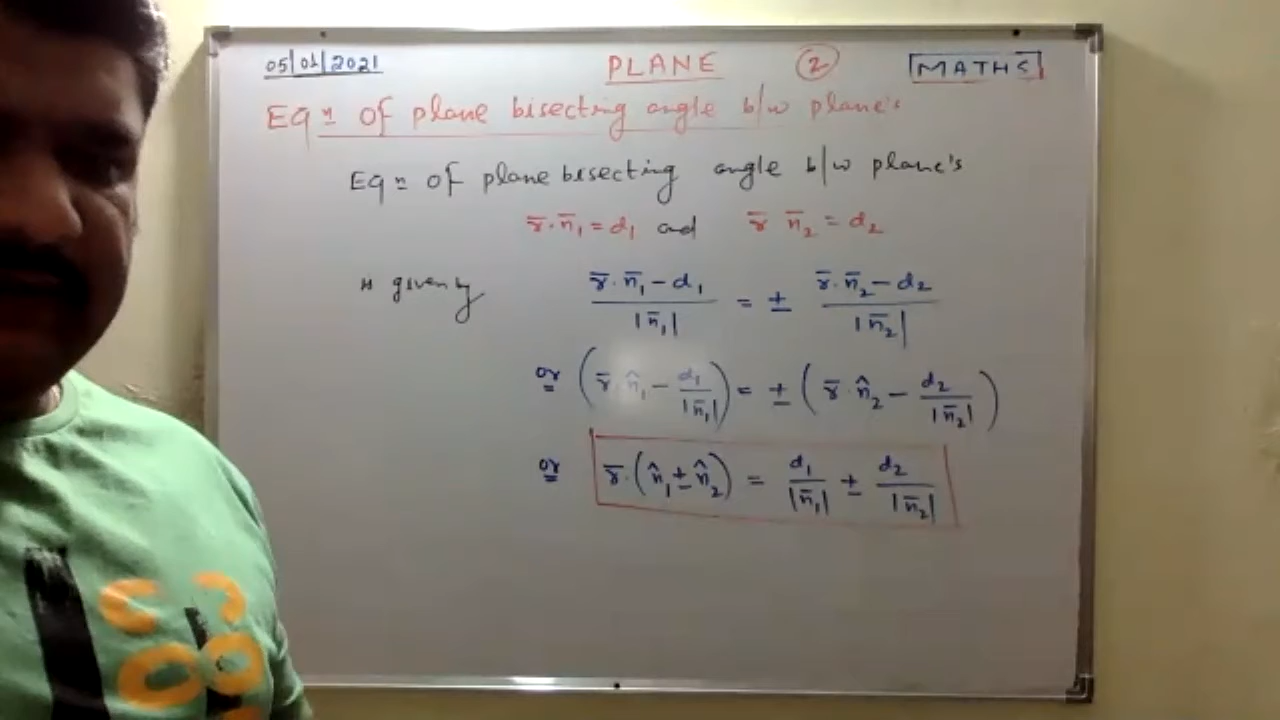 05/01/2021 PLANE 2 MATHS
Eqn of plane bisecting angle b/w plane's
Eqn of plane bisecting angle b/w plane's
r̄.n̄₁ = d₁ and r̄ n̄₂ = d₂
is given by (r̄.n̄₁ - d₁)/|n̄₁| = ± (r̄.n̄₂ - d₂)/|n̄₂|
or (r̄.n̂₁ - d₁/|n̄₁|) = ± (r̄.n̂₂ - d₂/|n̄₂|)
or r̄.(n̂₁ ± n̂₂) = d₁/|n̄₁| ± d₂/|n̄₂|